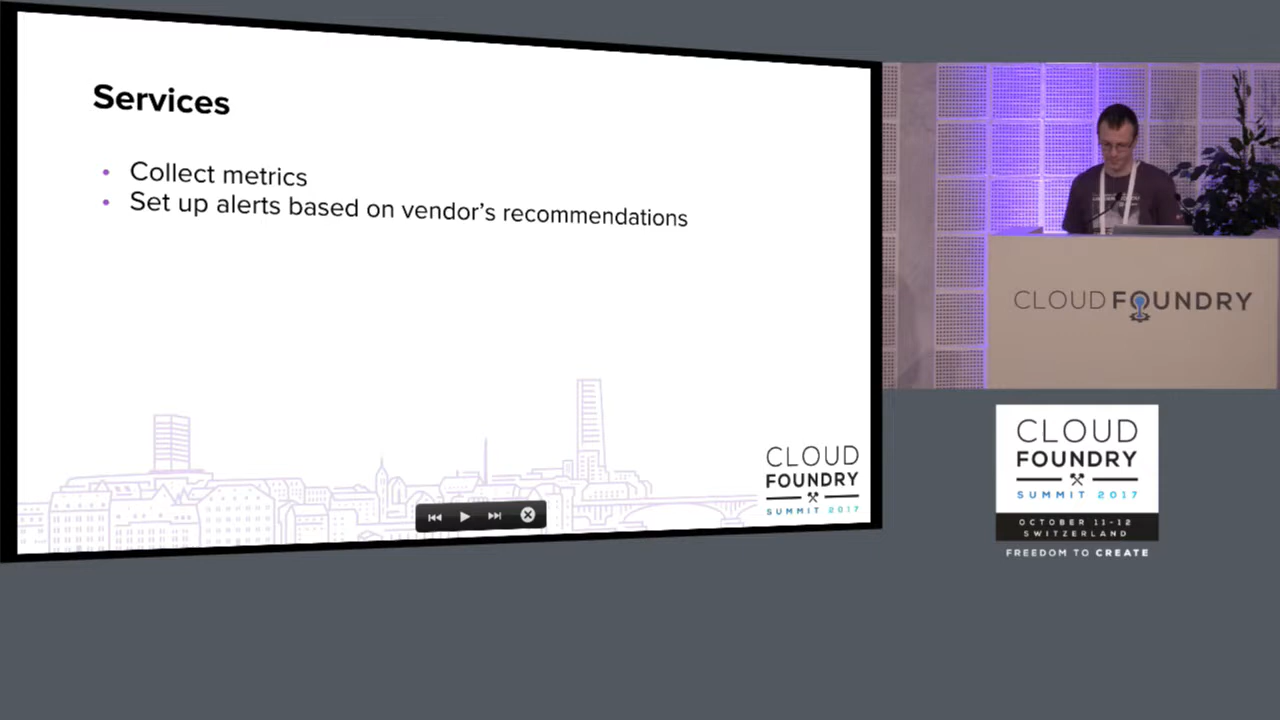 Services
• Collect metrics
• Set up alerts based on vendor's recommendations
CLOUD
FOUNDRY
SUMMIT 2017
CLOUD FOUNDRY
CLOUD
FOUNDRY
SUMMIT 2017
OCTOBER 11-12
SWITZERLAND
FREEDOM TO CREATE